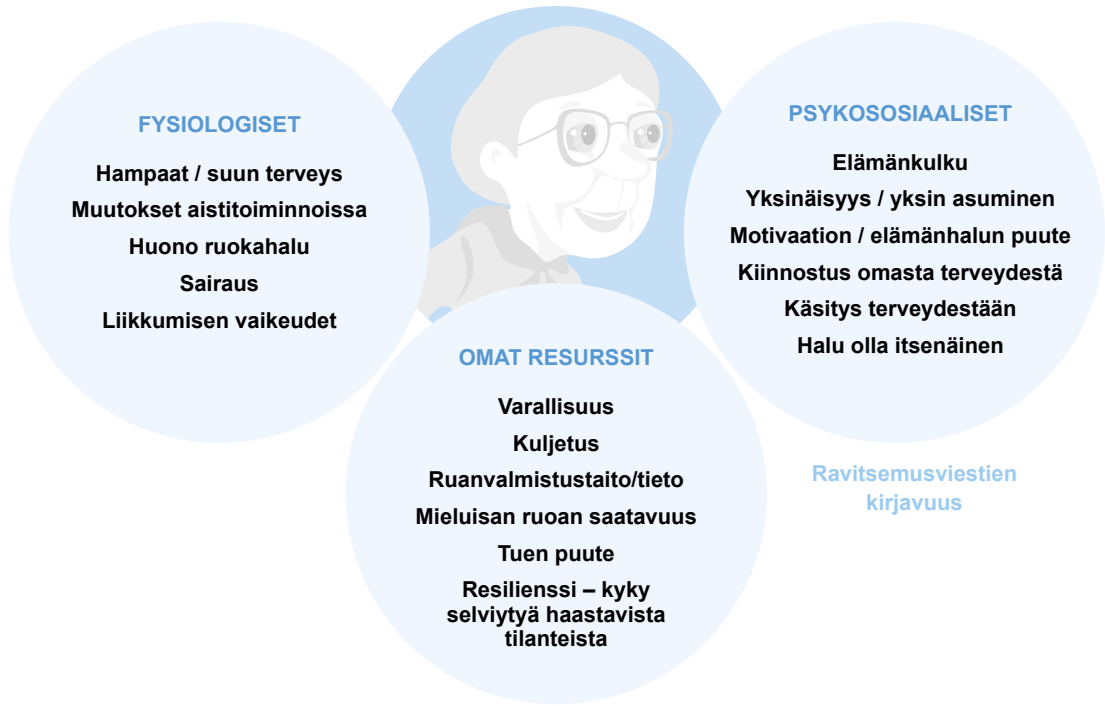 FYSIOLOGISET
Hampaat / suun terveys
Muutokset aistitoiminnoissa
Huono ruokahalu
Sairaus
Liikkumisen vaikeudet
PSYKOSOSIAALISET
Elämänkulku
Yksinäisyys / yksin asuminen
Motivaation / elämänhalun puute
Kiinnostus omasta terveydestä
Käsitys terveydestään
Halu olla itsenäinen
OMAT RESURSSIT
Varallisuus
Kuljetus
Ruanvalmistustaito/tieto
Mieluisan ruoan saatavuus
Tuen puute
Resilienssi – kyky
selviytyä haastavista
tilanteista
Ravitsemusviestien
kirjavuus